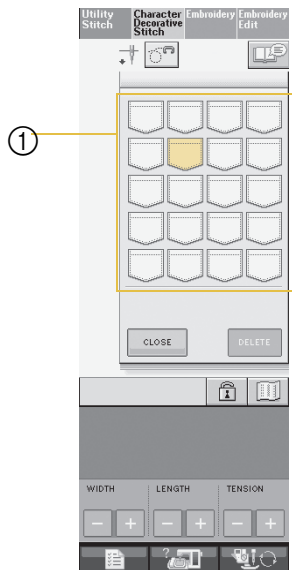 Utility Stitch
Character Decorative Stitch
Embroidery
Embroidery Edit
①
CLOSE
DELETE
WIDTH
LENGTH
TENSION
- + - + - +
?